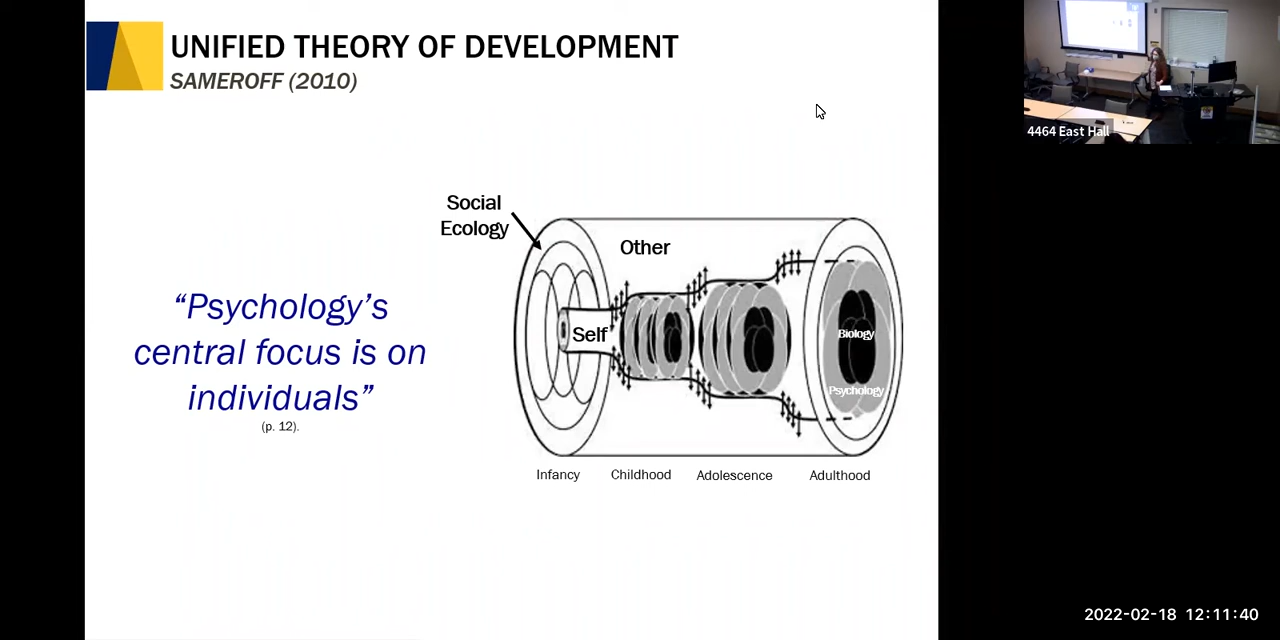 UNIFIED THEORY OF DEVELOPMENT
SAMEROFF (2010)
4464 East Hall
Social
Ecology
Other
Self
Biology
Psychology
“Psychology’s
central focus is on
individuals”
(p. 12).
Infancy
Childhood
Adolescence
Adulthood
2022-02-18 12:11:40